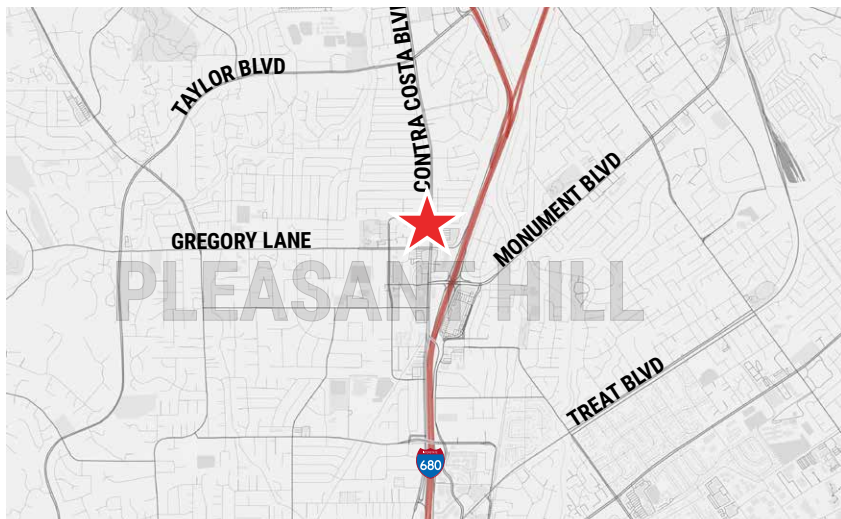 TAYLOR BLVD
CONTRA COSTA BLVD
GREGORY LANE
MONUMENT BLVD
PLEASANT HILL
TREAT BLVD
680